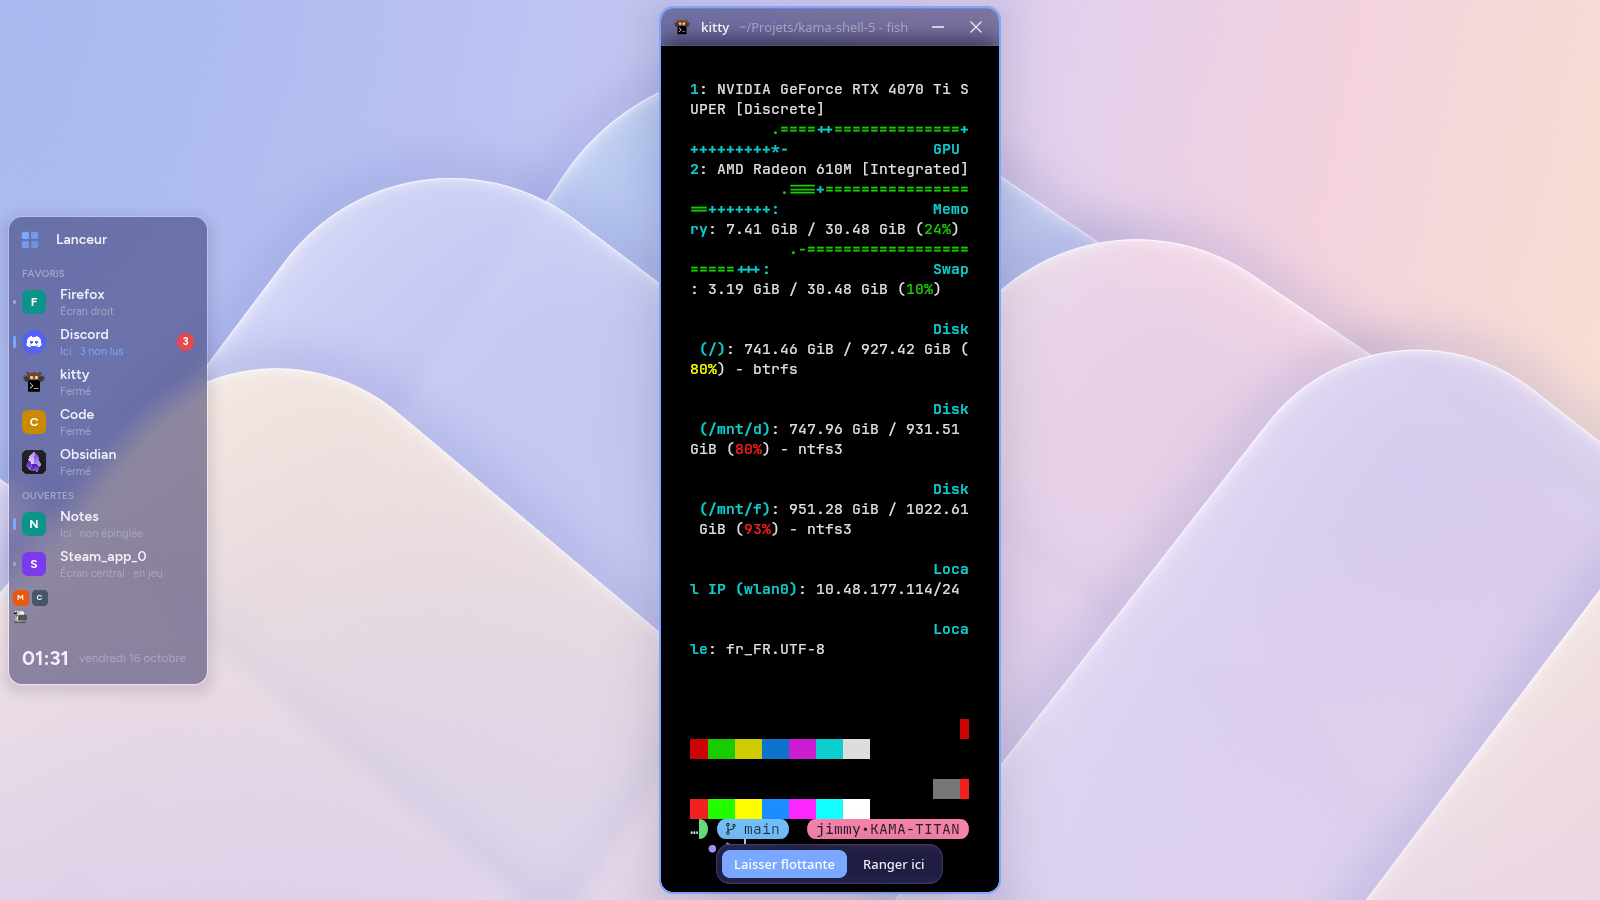 Lanceur
FAVORIS
F
Firefox
Écran droit
Discord
Ici · 3 non lus
3
kitty
Fermé
C
Code
Fermé
Obsidian
Fermé
OUVERTES
N
Notes
Ici · non épinglée
S
Steam_app_0
Écran central · en jeu
M
C
01:31 vendredi 16 octobre
kitty ~/Projets/kama-shell-5 - fish
1: NVIDIA GeForce RTX 4070 Ti S
UPER [Discrete]
.====++==============+
+++++++++*- GPU
2: AMD Radeon 610M [Integrated]
.===+================
==+++++++: Memo
ry: 7.41 GiB / 30.48 GiB (24%)
.-==================
=====+++: Swap
: 3.19 GiB / 30.48 GiB (10%)
Disk
(/): 741.46 GiB / 927.42 GiB (
80%) - btrfs
Disk
(/mnt/d): 747.96 GiB / 931.51
GiB (80%) - ntfs3
Disk
(/mnt/f): 951.28 GiB / 1022.61
GiB (93%) - ntfs3
Loca
l IP (wlan0): 10.48.177.114/24
Loca
le: fr_FR.UTF-8
… main jimmy•KAMA-TITAN
Laisser flottante Ranger ici